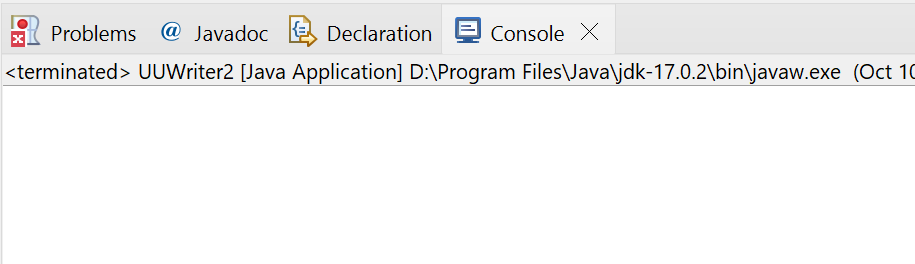 Problems @ Javadoc Declaration Console
<terminated> UUWriter2 [Java Application] D:\Program Files\Java\jdk-17.0.2\bin\javaw.exe (Oct 10